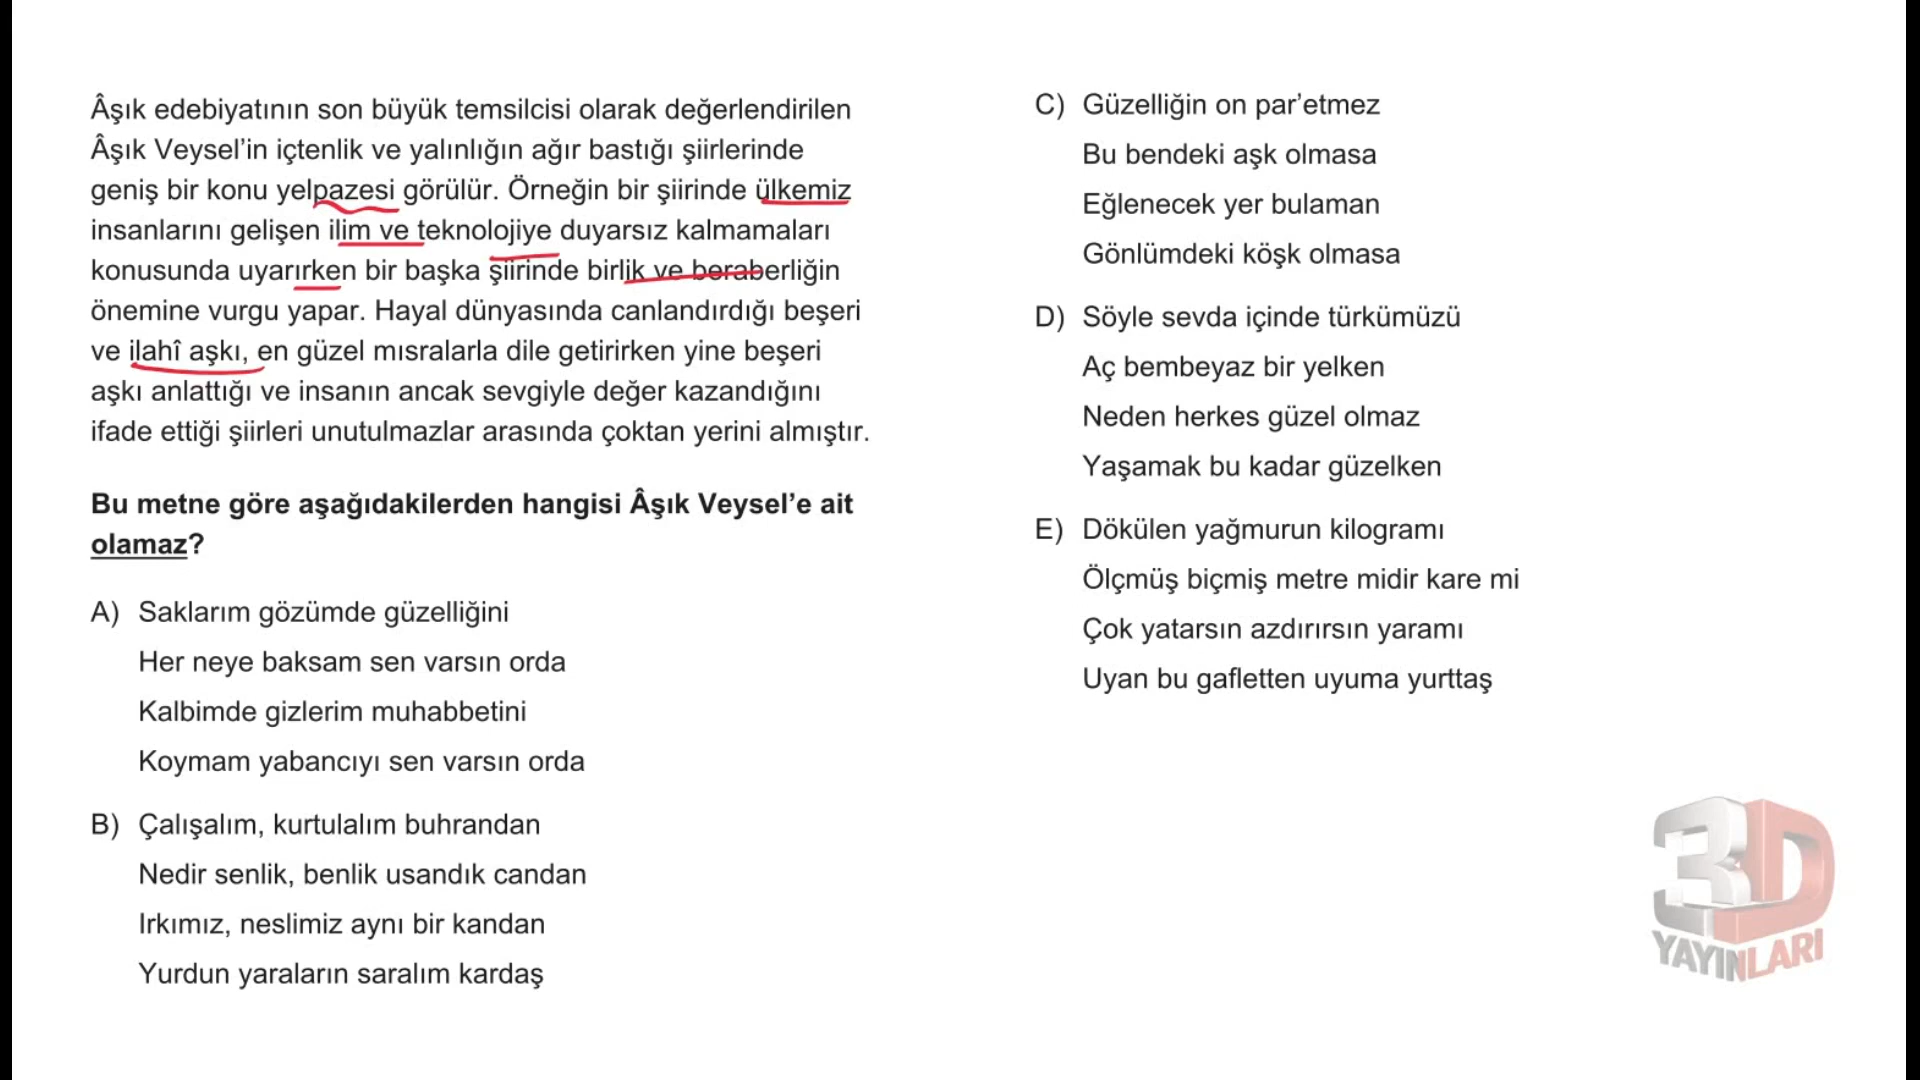 Âşık edebiyatının son büyük temsilcisi olarak değerlendirilen
Âşık Veysel’in içtenlik ve yalınlığın ağır bastığı şiirlerinde
geniş bir konu yelpazesi görülür. Örneğin bir şiirinde ülkemiz
insanlarını gelişen ilim ve teknolojiye duyarsız kalmamaları
konusunda uyarırken bir başka şiirinde birlik ve beraberliğin
önemine vurgu yapar. Hayal dünyasında canlandırdığı beşeri
ve ilahî aşkı, en güzel mısralarla dile getirirken yine beşeri
aşkı anlattığı ve insanın ancak sevgiyle değer kazandığını
ifade ettiği şiirleri unutulmazlar arasında çoktan yerini almıştır.
Bu metne göre aşağıdakilerden hangisi Âşık Veysel’e ait
olamaz?
A) Saklarım gözümde güzelliğini
Her neye baksam sen varsın orda
Kalbimde gizlerim muhabbetini
Koymam yabancıyı sen varsın orda
B) Çalışalım, kurtulalım buhrandan
Nedir senlik, benlik usandık candan
Irkımız, neslimiz aynı bir kandan
Yurdun yaraların saralım kardaş
C) Güzelliğin on par’etmez
Bu bendeki aşk olmasa
Eğlenecek yer bulaman
Gönlümdeki köşk olmasa
D) Söyle sevda içinde türkümüzü
Aç bembeyaz bir yelken
Neden herkes güzel olmaz
Yaşamak bu kadar güzelken
E) Dökülen yağmurun kilogramı
Ölçmüş biçmiş metre midir kare mi
Çok yatarsın azdırırsın yaramı
Uyan bu gafletten uyuma yurttaş
3D
YAYINLARI